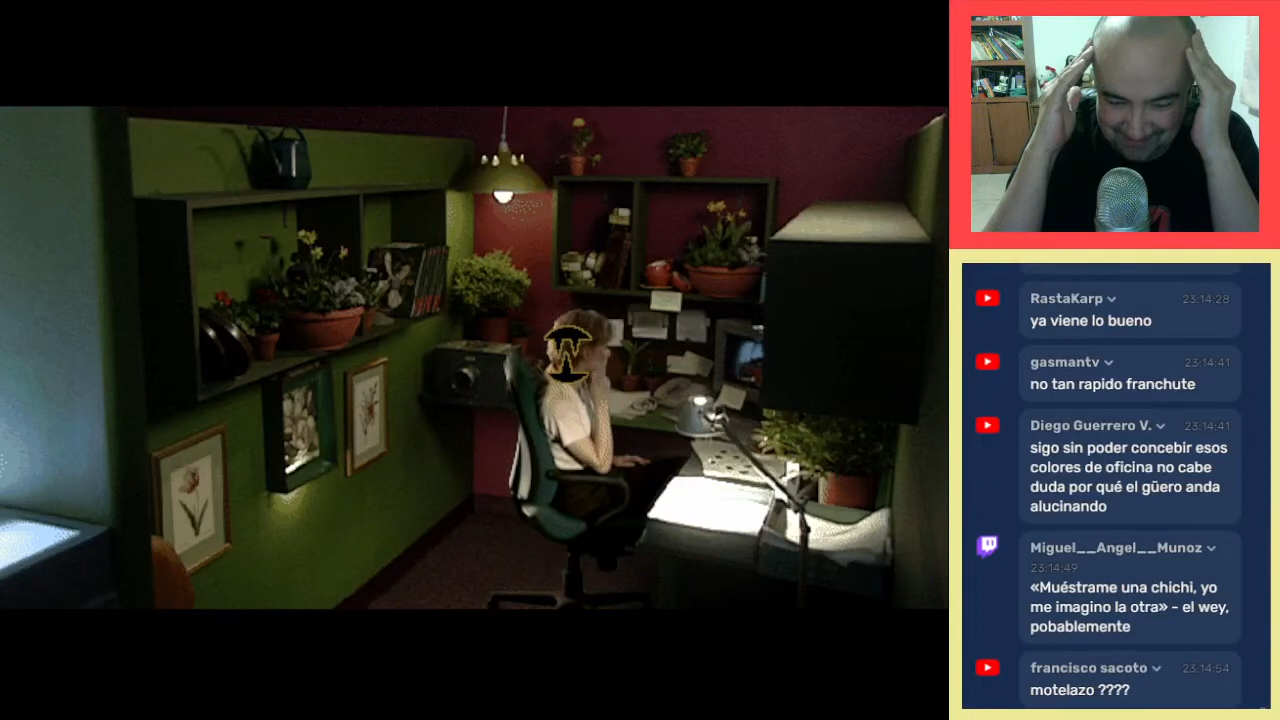 RastaKarp
23:14:28
ya viene lo bueno
gasmantv
23:14:41
no tan rapido franchute
Diego Guerrero V.
23:14:41
sigo sin poder concebir esos
colores de oficina no cabe
duda por qué el güero anda
alucinando
Miguel__Angel__Munoz
23:14:49
«Muéstrame una chichi, yo
me imagino la otra» - el wey,
pobablemente
francisco sacoto
23:14:54
motelazo ????